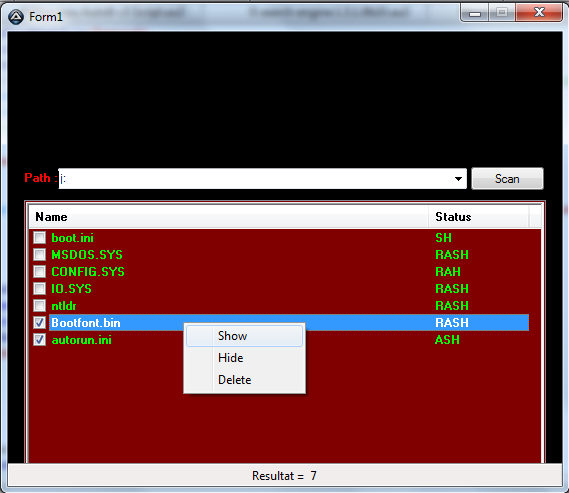 Form1
Path : j: Scan
Name Status
boot.ini SH
MSDOS.SYS RASH
CONFIG.SYS RAH
IO.SYS RASH
ntldr RASH
Bootfont.bin RASH
autorun.ini ASH
Show
Hide
Delete
Resultat = 7